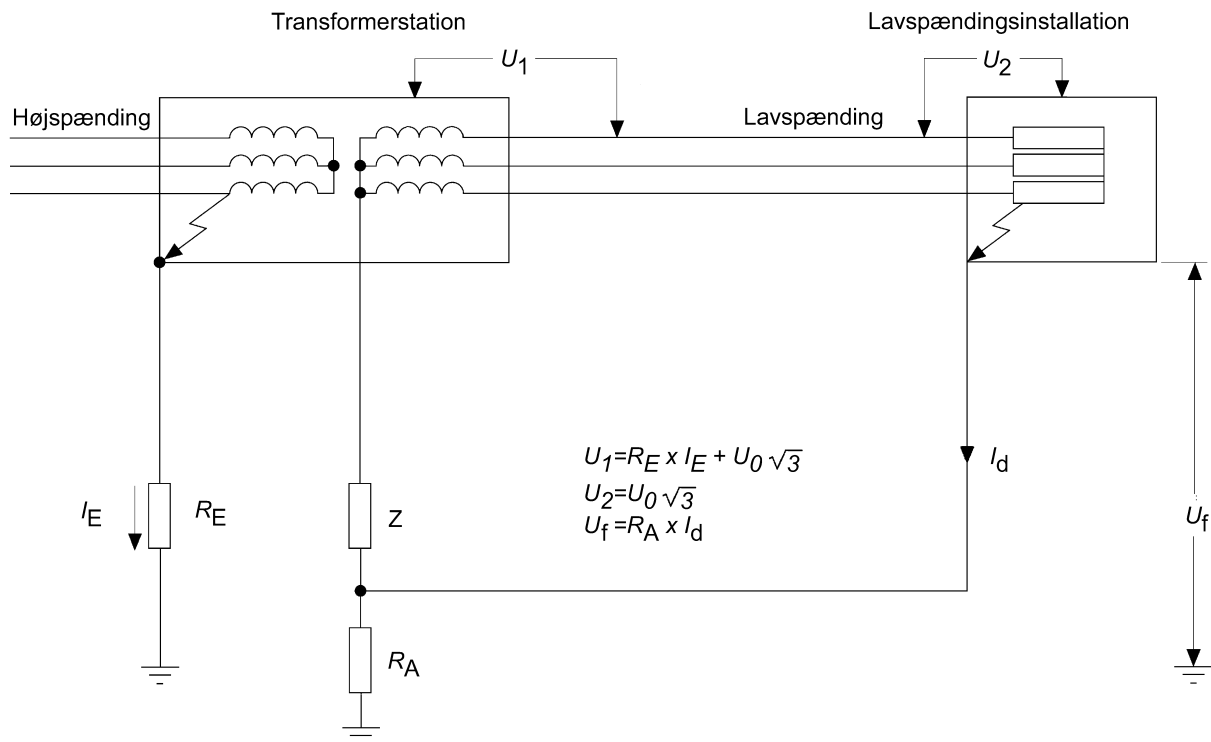 Transformerstation
Lavspændingsinstallation
U1
U2
Højspænding
Lavspænding
U1=RE x IE + U0 √3
U2=U0 √3
Uf=RA x Id
Id
IE
RE
Z
Uf
RA